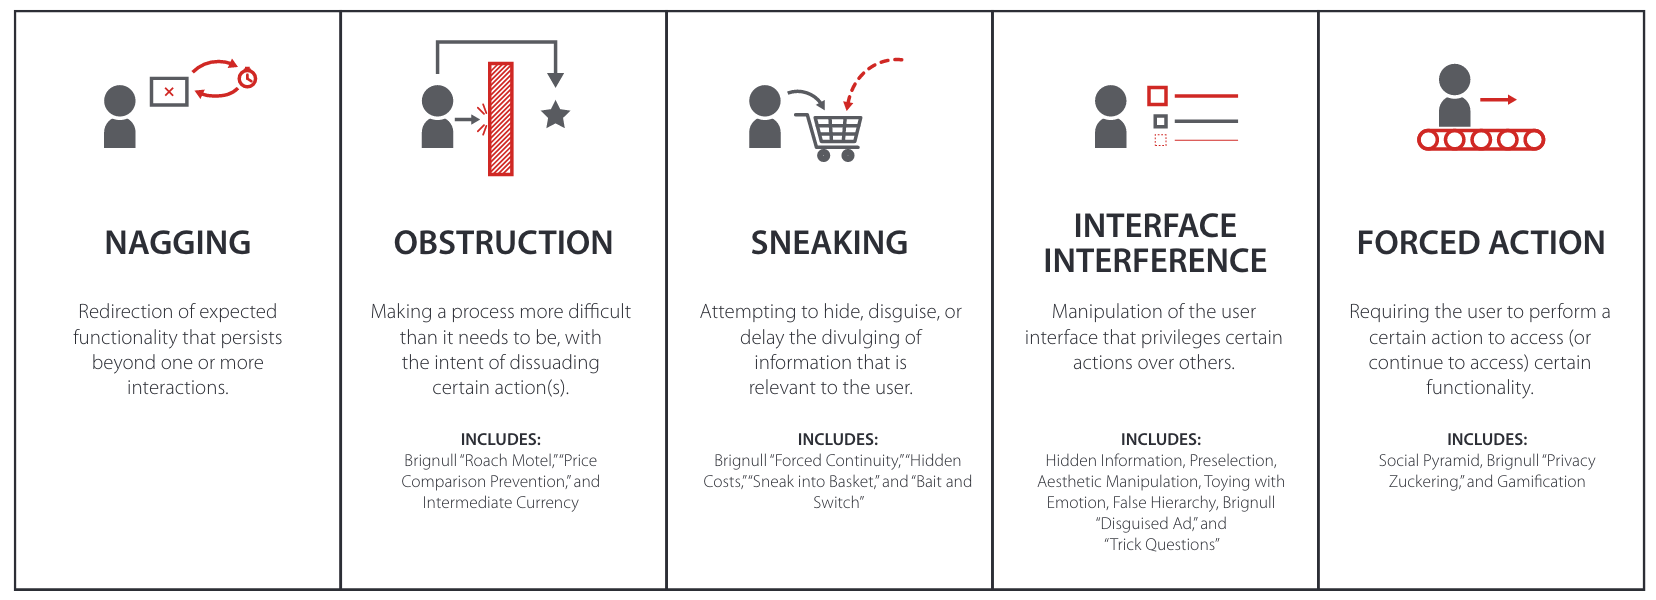 NAGGING
Redirection of expected
functionality that persists
beyond one or more
interactions.
OBSTRUCTION
Making a process more difficult
than it needs to be, with
the intent of dissuading
certain action(s).
INCLUDES:
Brignull “Roach Motel,” “Price
Comparison Prevention,” and
Intermediate Currency
SNEAKING
Attempting to hide, disguise, or
delay the divulging of
information that is
relevant to the user.
INCLUDES:
Brignull “Forced Continuity,” “Hidden
Costs,” “Sneak into Basket,” and “Bait and
Switch”
INTERFACE
INTERFERENCE
Manipulation of the user
interface that privileges certain
actions over others.
INCLUDES:
Hidden Information, Preselection,
Aesthetic Manipulation, Toying with
Emotion, False Hierarchy, Brignull
“Disguised Ad,” and
“Trick Questions”
FORCED ACTION
Requiring the user to perform a
certain action to access (or
continue to access) certain
functionality.
INCLUDES:
Social Pyramid, Brignull “Privacy
Zuckering,” and Gamification